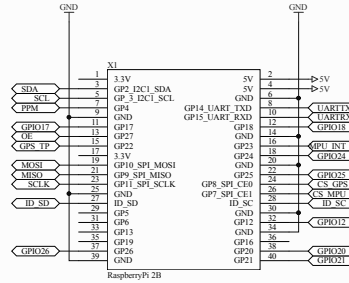 GND GND
X1
1 3.3V 5V 2 5V
SDA 3 GP2_I2C1_SDA 5V 4 5V
SCL 5 GP_3_I2C1_SCL GND 6
PPM 7 GP4 GP14_UART_TXD 8 UARTTX
9 GND GP15_UART_RXD 10 UARTRX
GPIO17 11 GP17 GP18 12 GPIO18
OE 13 GP27 GND 14
GPS_TP 15 GP22 GP23 16 MPU_INT
17 3.3V GP24 18 GPIO24
MOSI 19 GP10_SPI_MOSI GND 20
MISO 21 GP9_SPI_MISO GP25 22 GPIO25
SCLK 23 GP11_SPI_SCLK GP8_SPI_CE0 24 CS_GPS
25 GND GP7_SPI_CE1 26 CS_MPU
ID_SD 27 ID_SD ID_SC 28 ID_SC
29 GP5 GND 30
31 GP6 GP12 32 GPIO12
33 GP13 GND 34
35 GP19 GP16 36
GPIO26 37 GP26 GP20 38 GPIO20
39 GND GP21 40 GPIO21
RaspberryPi 2B